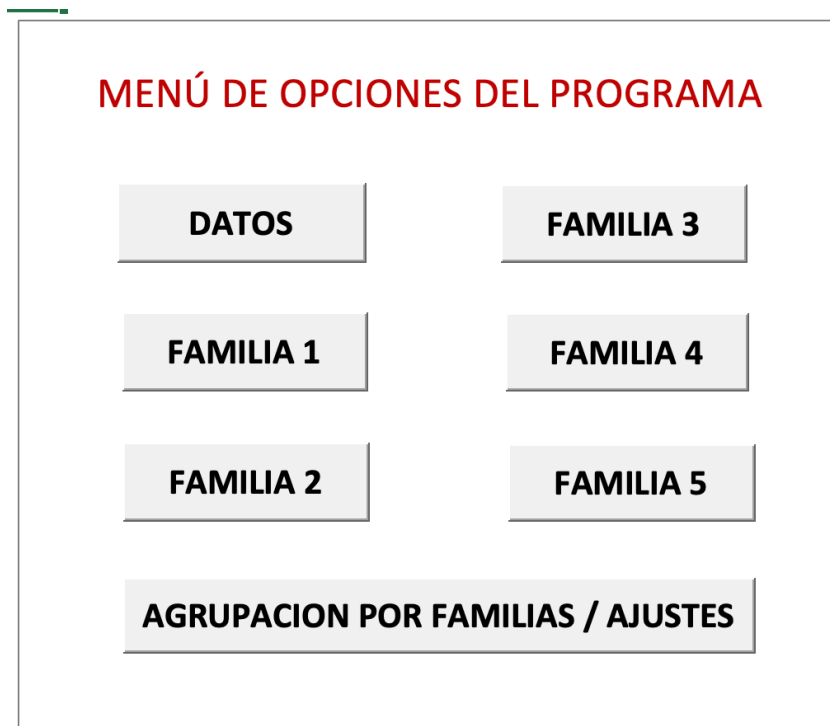 MENÚ DE OPCIONES DEL PROGRAMA
DATOS
FAMILIA 3
FAMILIA 1
FAMILIA 4
FAMILIA 2
FAMILIA 5
AGRUPACION POR FAMILIAS / AJUSTES